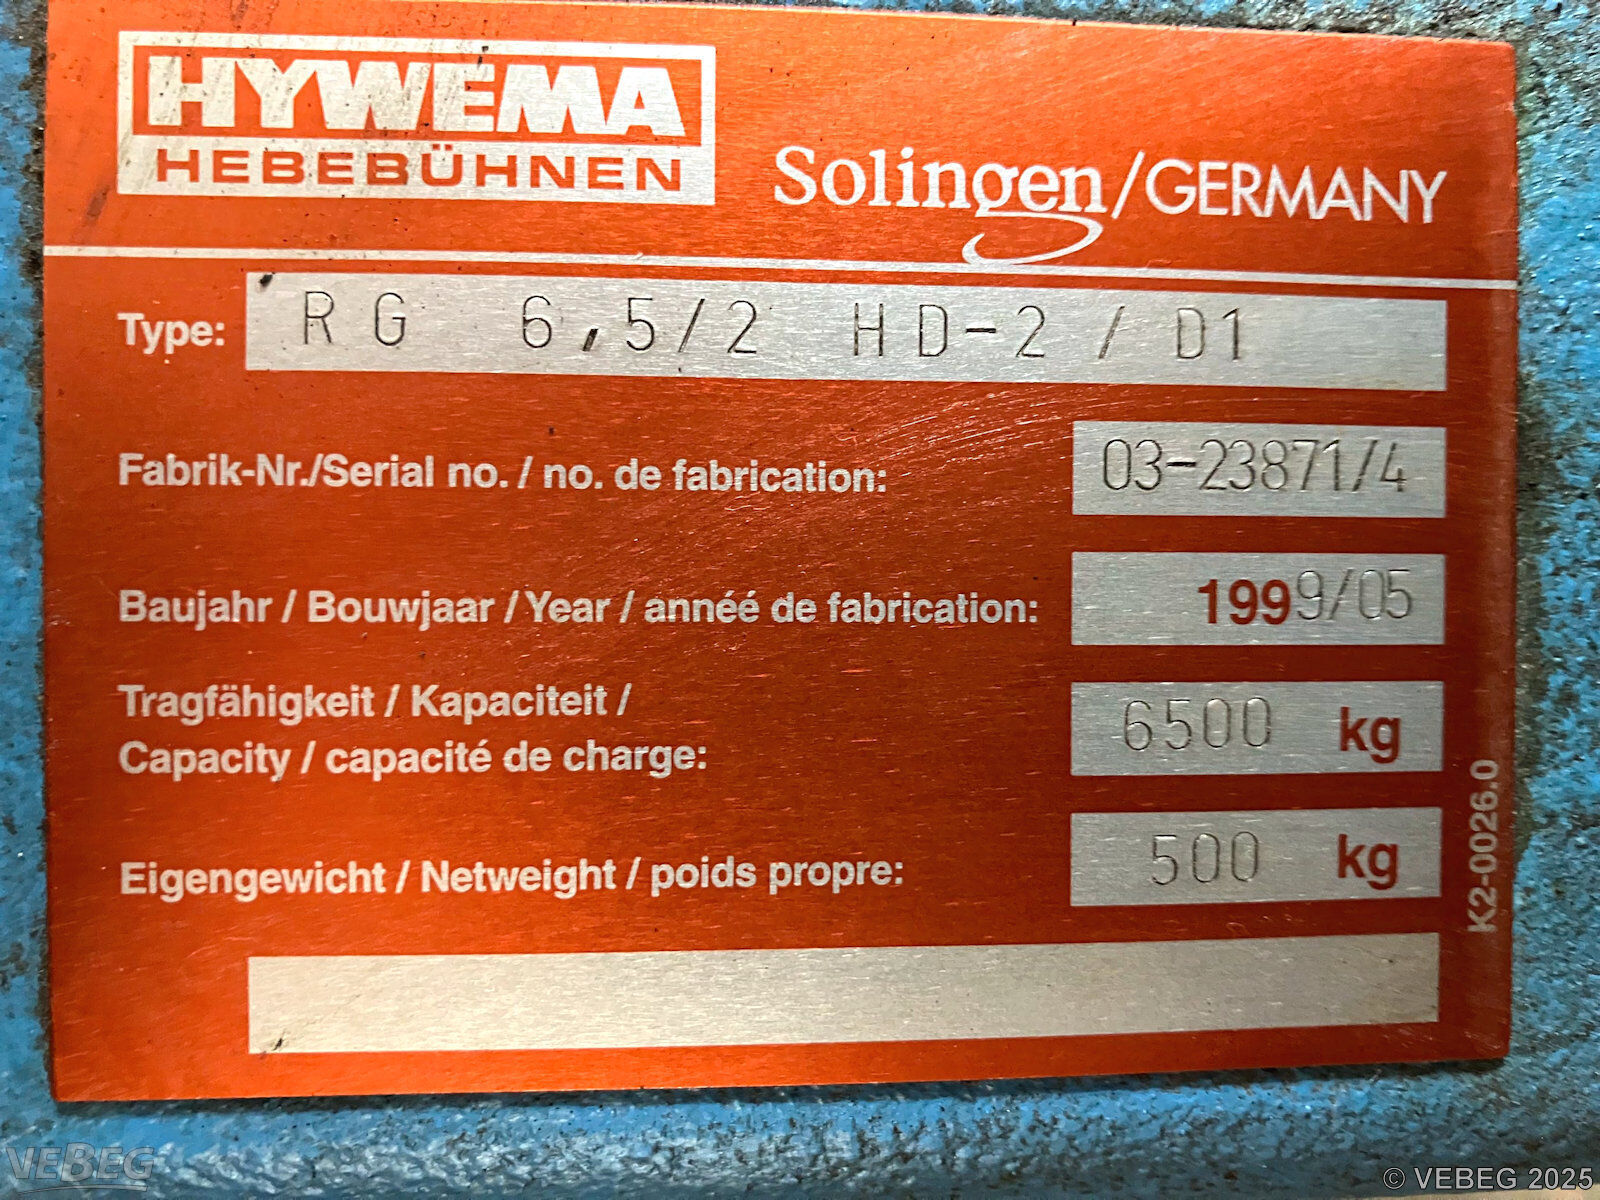 HYWEMA
HEBEBÜHNEN
Solingen/GERMANY
Type: RG 6,5/2 HD-2 / D1
Fabrik-Nr./Serial no. / no. de fabrication: 03-23871/4
Baujahr / Bouwjaar / Year / annéé de fabrication: 1999/05
Tragfähigkeit / Kapaciteit /
Capacity / capacité de charge: 6500 kg
Eigengewicht / Netweight / poids propre: 500 kg
K2-0026.0
VEBEG
© VEBEG 2025